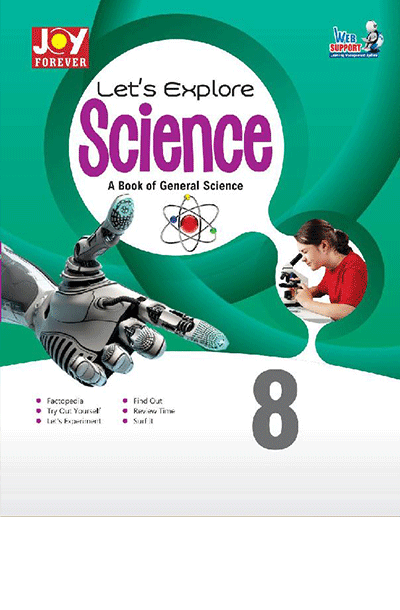 JOY
FOREVER
WEB
SUPPORT
Let's Explore
Science
A Book of General Science
Factopedia
Try Out Yourself
Let's Experiment
Find Out
Review Time
Surf It
8